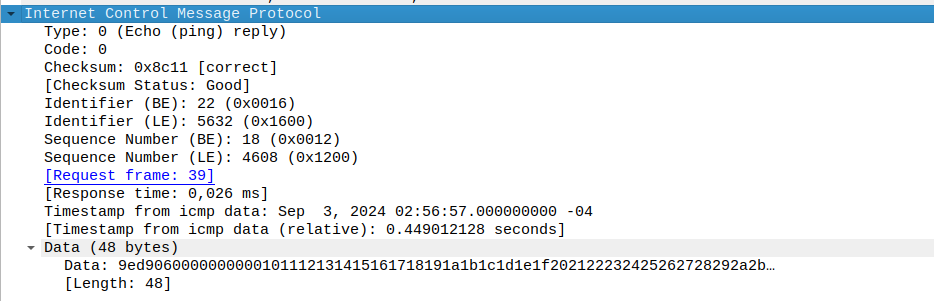 Internet Control Message Protocol
Type: 0 (Echo (ping) reply)
Code: 0
Checksum: 0x8c11 [correct]
[Checksum Status: Good]
Identifier (BE): 22 (0x0016)
Identifier (LE): 5632 (0x1600)
Sequence Number (BE): 18 (0x0012)
Sequence Number (LE): 4608 (0x1200)
[Request frame: 39]
[Response time: 0,026 ms]
Timestamp from icmp data: Sep  3, 2024 02:56:57.000000000 -04
[Timestamp from icmp data (relative): 0.449012128 seconds]
Data (48 bytes)
Data: 9ed9060000000000101112131415161718191a1b1c1d1e1f202122232425262728292a2b…
[Length: 48]